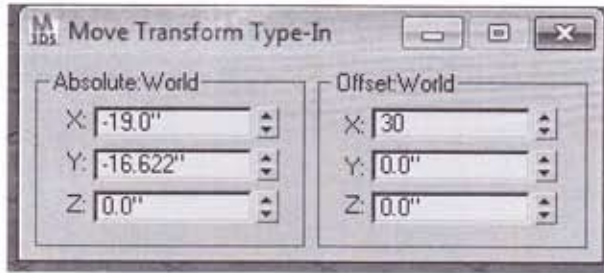 M
3DS
Move Transform Type-In
Absolute:World
X: -19.0"
Y: -16.622"
Z: 0.0"
Offset:World
X: 30
Y: 0.0"
Z: 0.0"